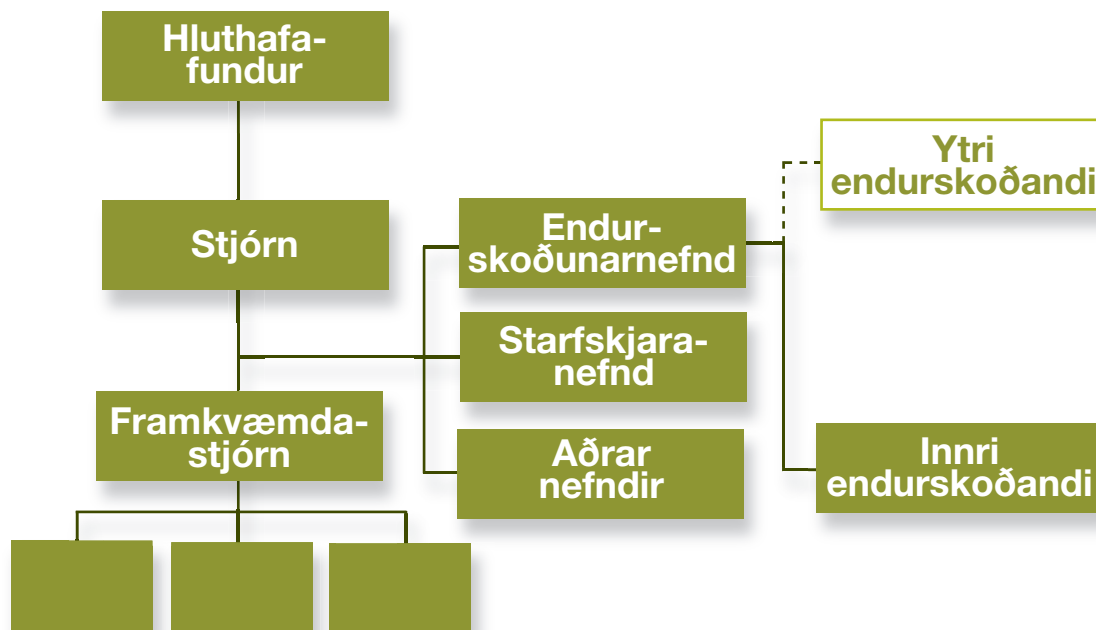 Hluthafa-
fundur
Stjórn
Framkvæmda-
stjórn
Endur-
skoðunarnefnd
Starfskjara-
nefnd
Aðrar
nefndir
Ytri
endurskoðandi
Innri
endurskoðandi